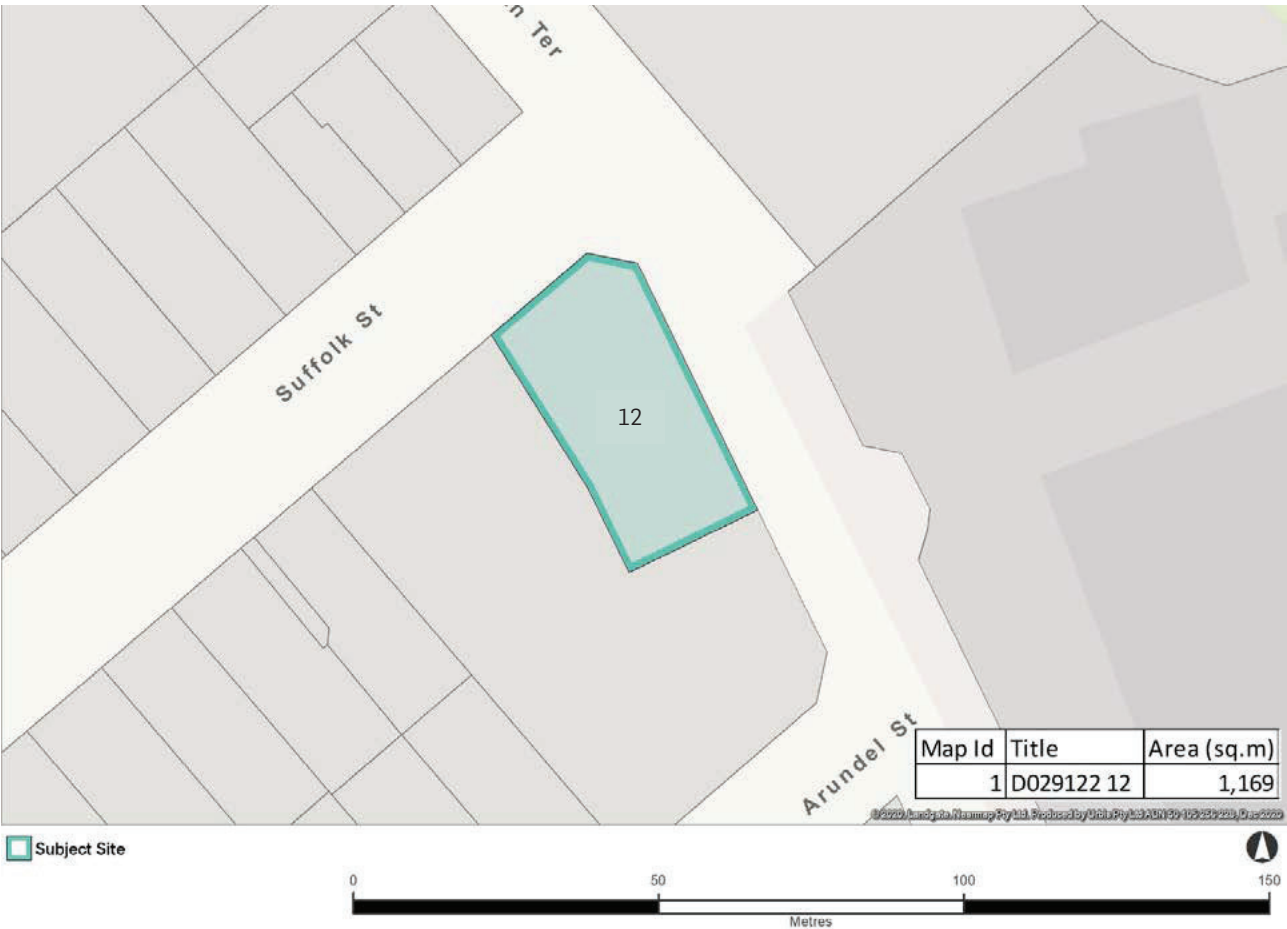 n Ter
Suffolk St
12
Arundel St
Map Id Title Area (sq.m)
1 D029122 12 1,169
Subject Site
0 50 100 150
Metres